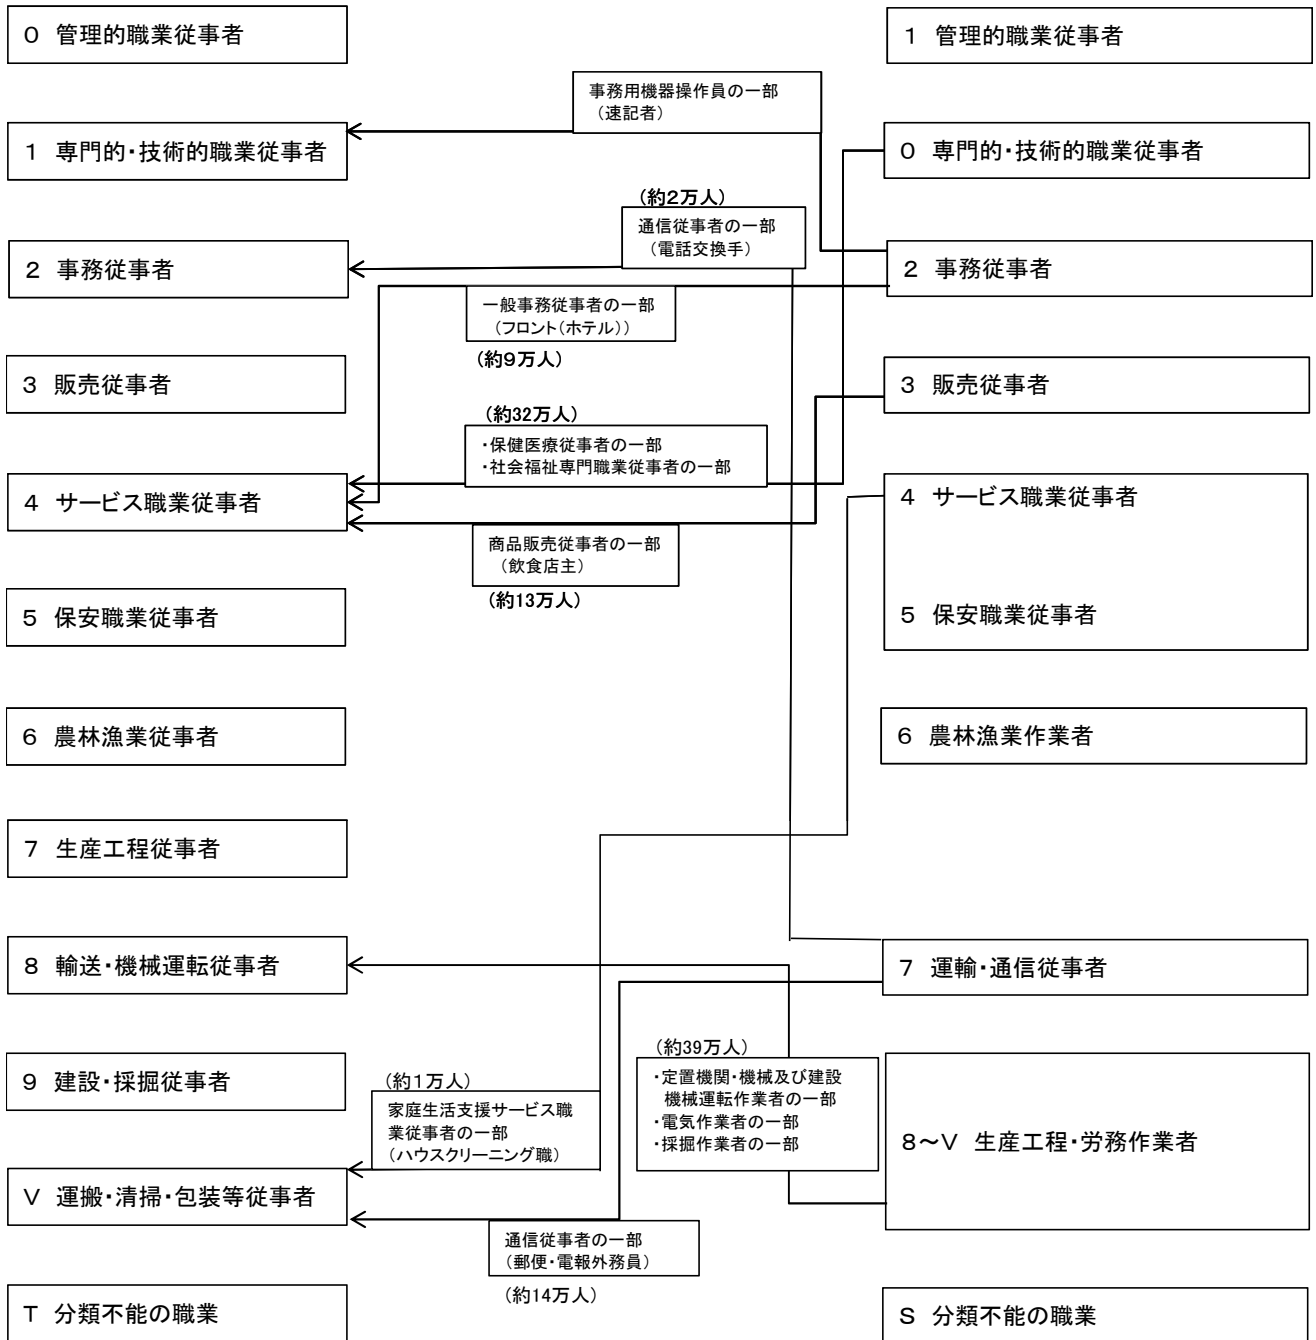 ０ 管理的職業従事者
１ 管理的職業従事者
事務用機器操作員の一部
（速記者）
１ 専門的・技術的職業従事者
０ 専門的・技術的職業従事者
（約２万人）
通信従事者の一部
（電話交換手）
２ 事務従事者
２ 事務従事者
一般事務従事者の一部
（フロント（ホテル））
（約９万人）
３ 販売従事者
３ 販売従事者
（約32万人）
・保健医療従事者の一部
・社会福祉専門職業従事者の一部
４ サービス職業従事者
４ サービス職業従事者
商品販売従事者の一部
（飲食店主）
（約13万人）
５ 保安職業従事者
５ 保安職業従事者
６ 農林漁業従事者
６ 農林漁業作業者
７ 生産工程従事者
８ 輸送・機械運転従事者
７ 運輸・通信従事者
（約39万人）
・定置機関・機械及び建設
機械運転作業者の一部
・電気作業者の一部
・採掘作業者の一部
９ 建設・採掘従事者
（約１万人）
家庭生活支援サービス職
業従事者の一部
（ハウスクリーニング職）
８～Ｖ 生産工程・労務作業者
Ｖ 運搬・清掃・包装等従事者
通信従事者の一部
（郵便・電報外務員）
（約14万人）
Ｔ 分類不能の職業
Ｓ 分類不能の職業